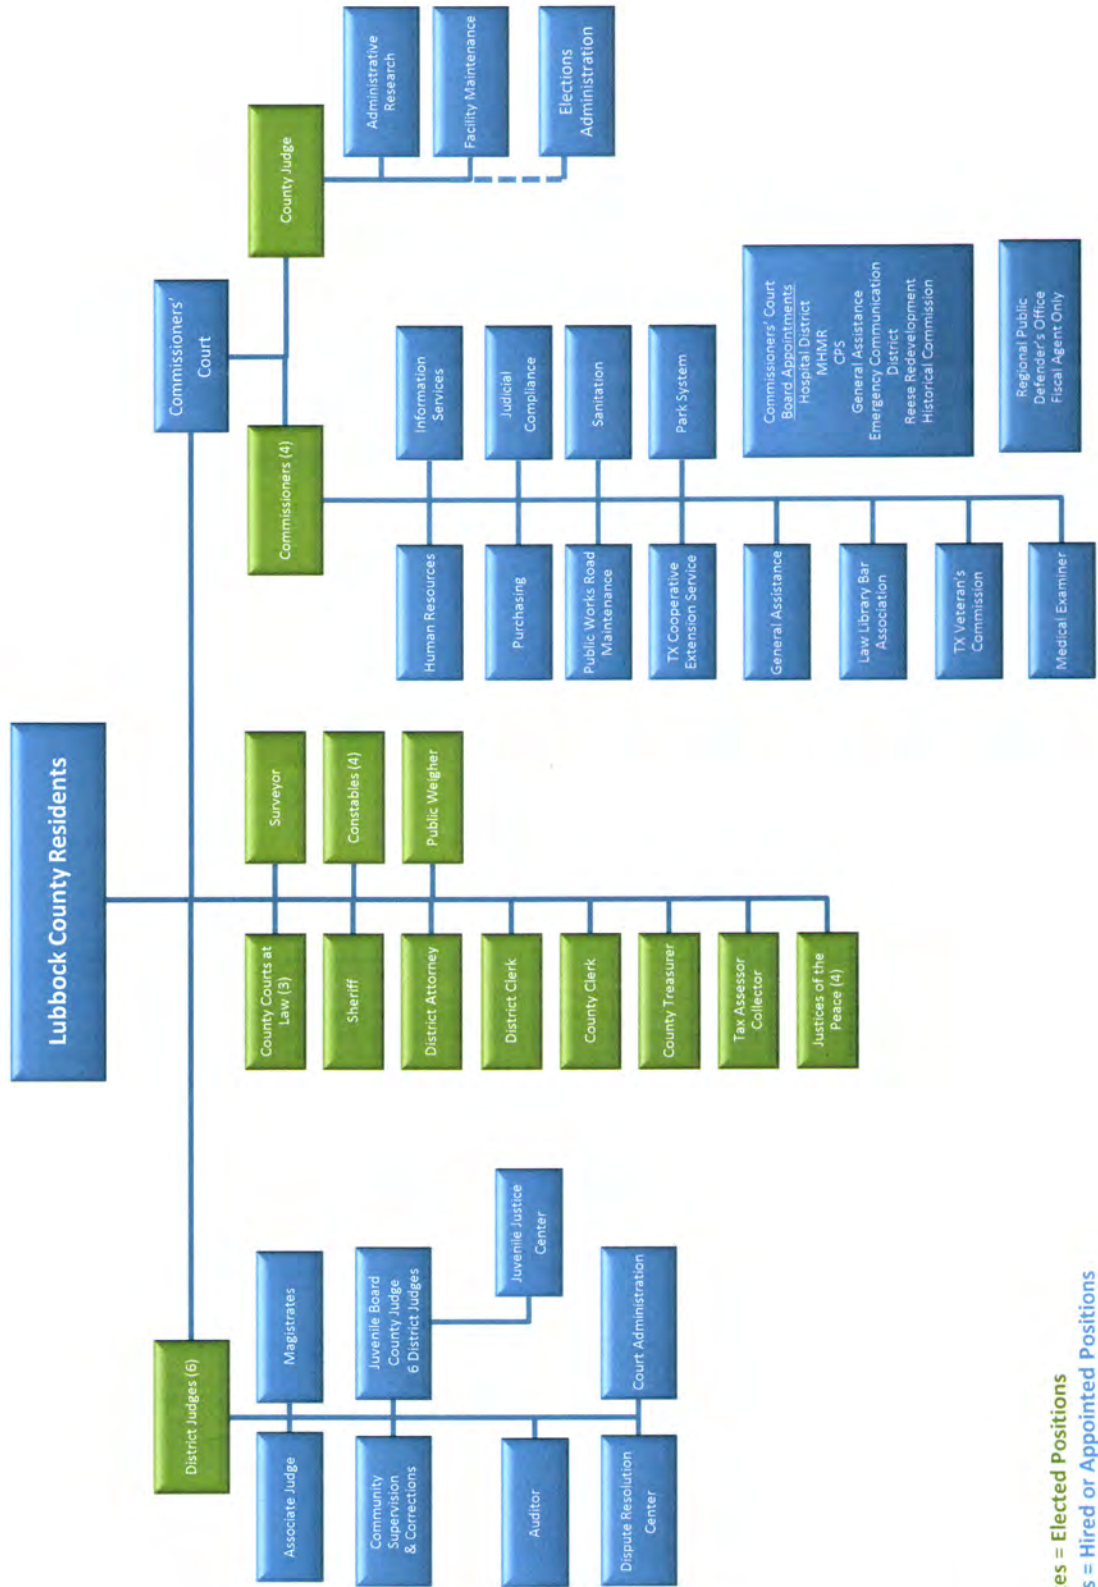 Lubbock County Residents
District Judges (6)
Commissioners'
Court
Associate Judge
Magistrates
Community
Supervision
& Corrections
Juvenile Board
County Judge
6 District Judges
Juvenile Justice
Center
Auditor
Dispute Resolution
Center
Court Administration
County Courts at
Law (3)
Surveyor
Sheriff
Constables (4)
District Attorney
Public Weigher
District Clerk
County Clerk
County Treasurer
Tax Assessor
Collector
Justices of the
Peace (4)
Commissioners (4)
County Judge
Human Resources
Information
Services
Purchasing
Judicial
Compliance
Public Works Road
Maintenance
Sanitation
TX Cooperative
Extension Service
Park System
General Assistance
Law Library Bar
Association
TX Veteran's
Commission
Medical Examiner
Administrative
Research
Facility Maintenance
Elections
Administration
Commissioners' Court
Board Appointments
Hospital District
MHMR
CPS
General Assistance
Emergency Communication
District
Reese Redevelopment
Historical Commission
Regional Public
Defender's Office
Fiscal Agent Only
es = Elected Positions
s = Hired or Appointed Positions